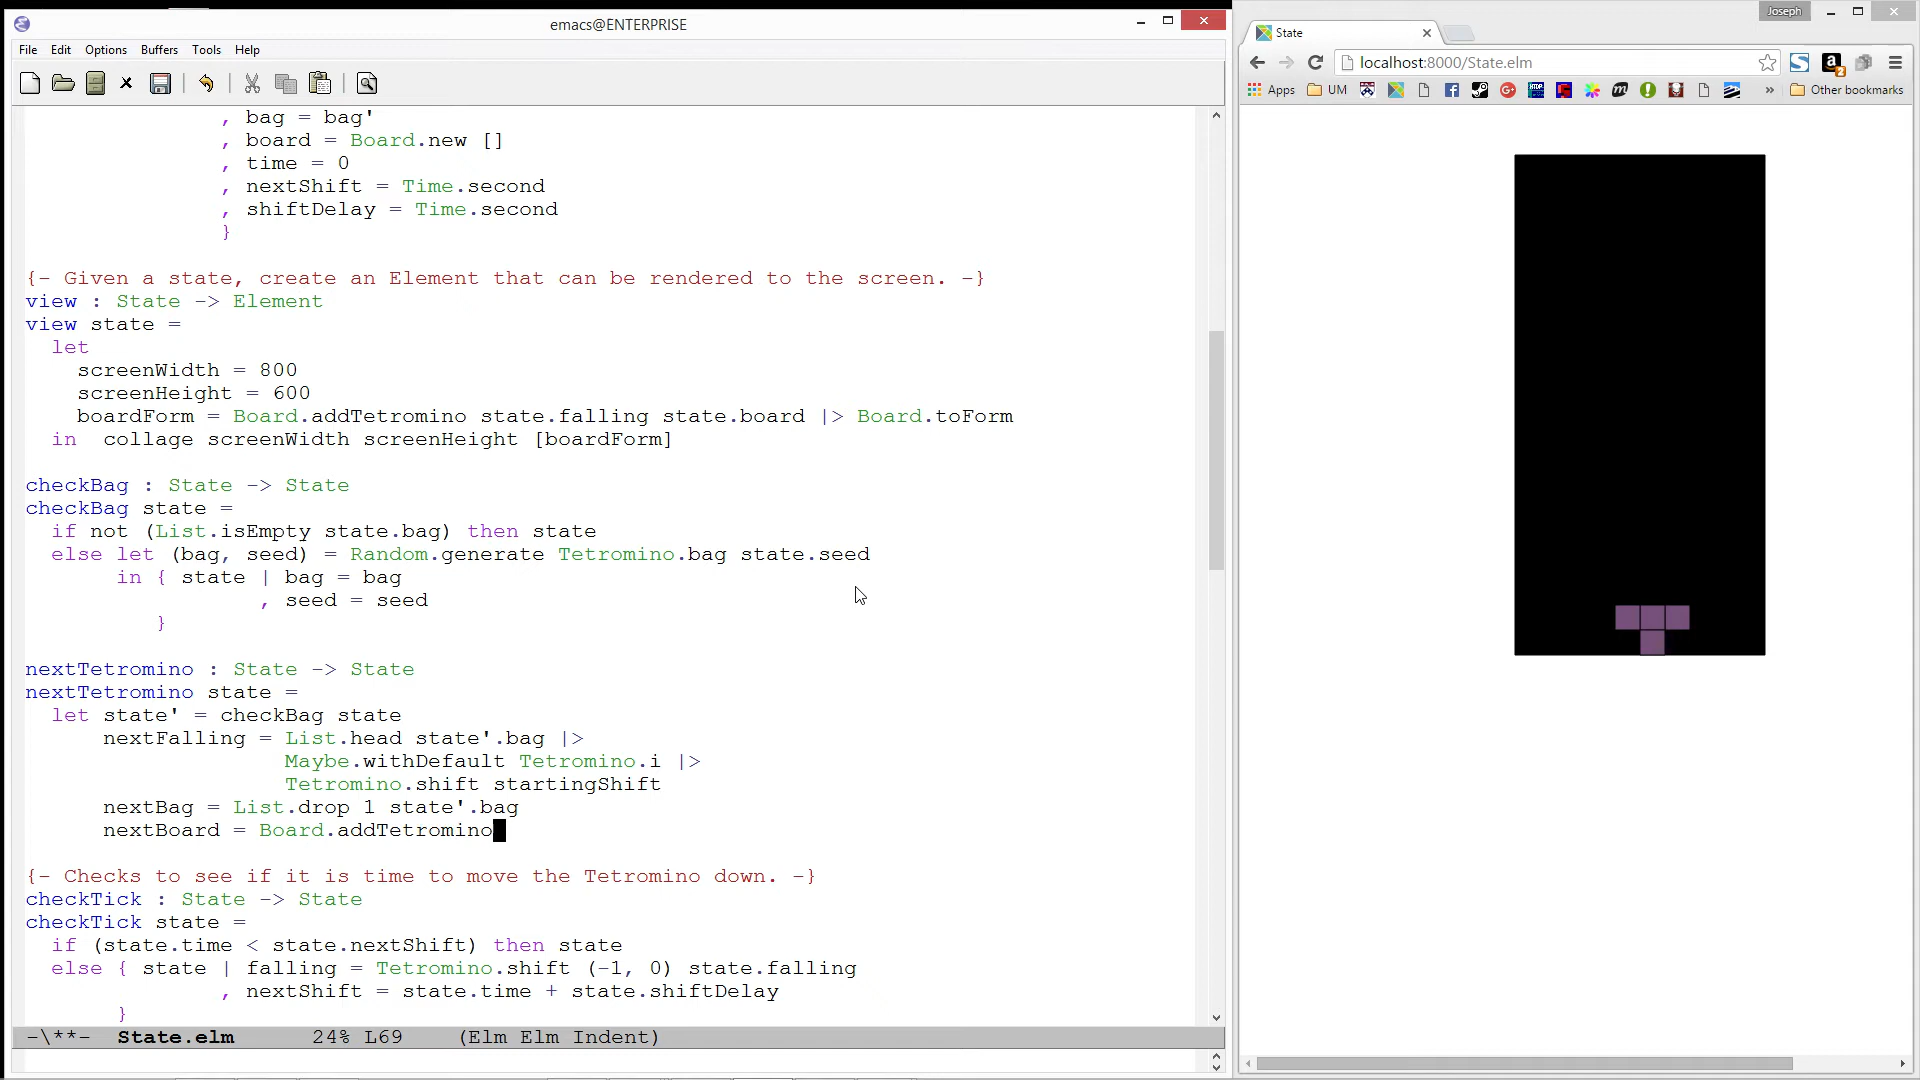 emacs@ENTERPRISE
File Edit Options Buffers Tools Help
, bag = bag'
, board = Board.new []
, time = 0
, nextShift = Time.second
, shiftDelay = Time.second
}
{- Given a state, create an Element that can be rendered to the screen. -}
view : State -> Element
view state =
let
screenWidth = 800
screenHeight = 600
boardForm = Board.addTetromino state.falling state.board |> Board.toForm
in collage screenWidth screenHeight [boardForm]
checkBag : State -> State
checkBag state =
if not (List.isEmpty state.bag) then state
else let (bag, seed) = Random.generate Tetromino.bag state.seed
in { state | bag = bag
, seed = seed
}
nextTetromino : State -> State
nextTetromino state =
let state' = checkBag state
nextFalling = List.head state'.bag |>
Maybe.withDefault Tetromino.i |>
Tetromino.shift startingShift
nextBag = List.drop 1 state'.bag
nextBoard = Board.addTetromino
{- Checks to see if it is time to move the Tetromino down. -}
checkTick : State -> State
checkTick state =
if (state.time < state.nextShift) then state
else { state | falling = Tetromino.shift (-1, 0) state.falling
, nextShift = state.time + state.shiftDelay
}
-\**- State.elm 24% L69 (Elm Elm Indent)
Joseph
State
localhost:8000/State.elm
Apps UM » Other bookmarks